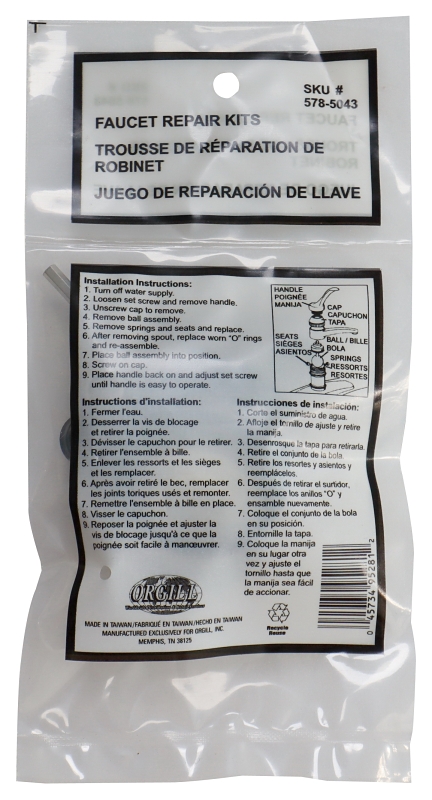 SKU #
578-5043
FAUCET REPAIR KITS
TROUSSE DE RÉPARATION DE
ROBINET
JUEGO DE REPARACIÓN DE LLAVE
Installation Instructions:
1. Turn off water supply.
2. Loosen set screw and remove handle.
3. Unscrew cap to remove.
4. Remove ball assembly.
5. Remove springs and seats and replace.
6. After removing spout, replace worn "O" rings
and re-assemble.
7. Place ball assembly into position.
8. Screw on cap.
9. Place handle back on and adjust set screw
until handle is easy to operate.
HANDLE
POIGNÉE
MANIJA
CAP
CAPUCHON
TAPA
SEATS
SIÈGES
ASIENTOS
BALL / BILLE
BOLA
SPRINGS
RESSORTS
RESORTES
Instructions d'installation:
1. Fermer l'eau.
2. Desserrer la vis de blocage
et retirer la poignée.
3. Dévisser le capuchon pour le retirer.
4. Retirer l'ensemble à bille.
5. Enlever les ressorts et les sièges
et les remplacer.
6. Après avoir retiré le bec, remplacer
les joints toriques usés et remonter.
7. Remettre l'ensemble à bille en place.
8. Visser le capuchon.
9. Reposer la poignée et ajuster la
vis de blocage jusqu'à ce que la
poignée soit facile à manœuvrer.
Instrucciones de instalación:
1. Corte el suministro de agua.
2. Afloje el tornillo de ajuste y retire
la manija.
3. Desenrosque la tapa para retirarla.
4. Retire el conjunto de la bola.
5. Retire los resortes y asientos y
reemplácelos.
6. Después de retirar el surtidor,
reemplace los anillos "O" y
ensamble nuevamente.
7. Coloque el conjunto de la bola
en su posición.
8. Entornille la tapa.
9. Coloque la manija
en su lugar otra
vez y ajuste el
tornillo hasta que
la manija sea fácil
de accionar.
ORGILL
MADE IN TAIWAN/FABRIQUÉ EN TAIWAN/HECHO EN TAIWAN
MANUFACTURED EXCLUSIVELY FOR ORGILL, INC.
MEMPHIS, TN 38125
Recycle
Reuse
0 45734 95281 2